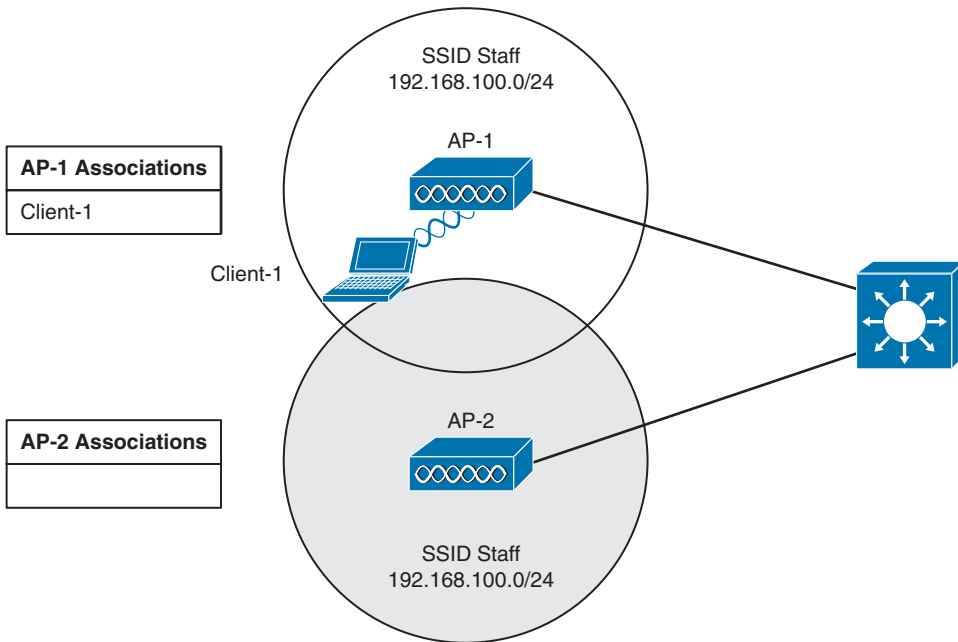 SSID Staff
192.168.100.0/24
AP-1
AP-1 Associations
Client-1
Client-1
AP-2 Associations
AP-2
SSID Staff
192.168.100.0/24